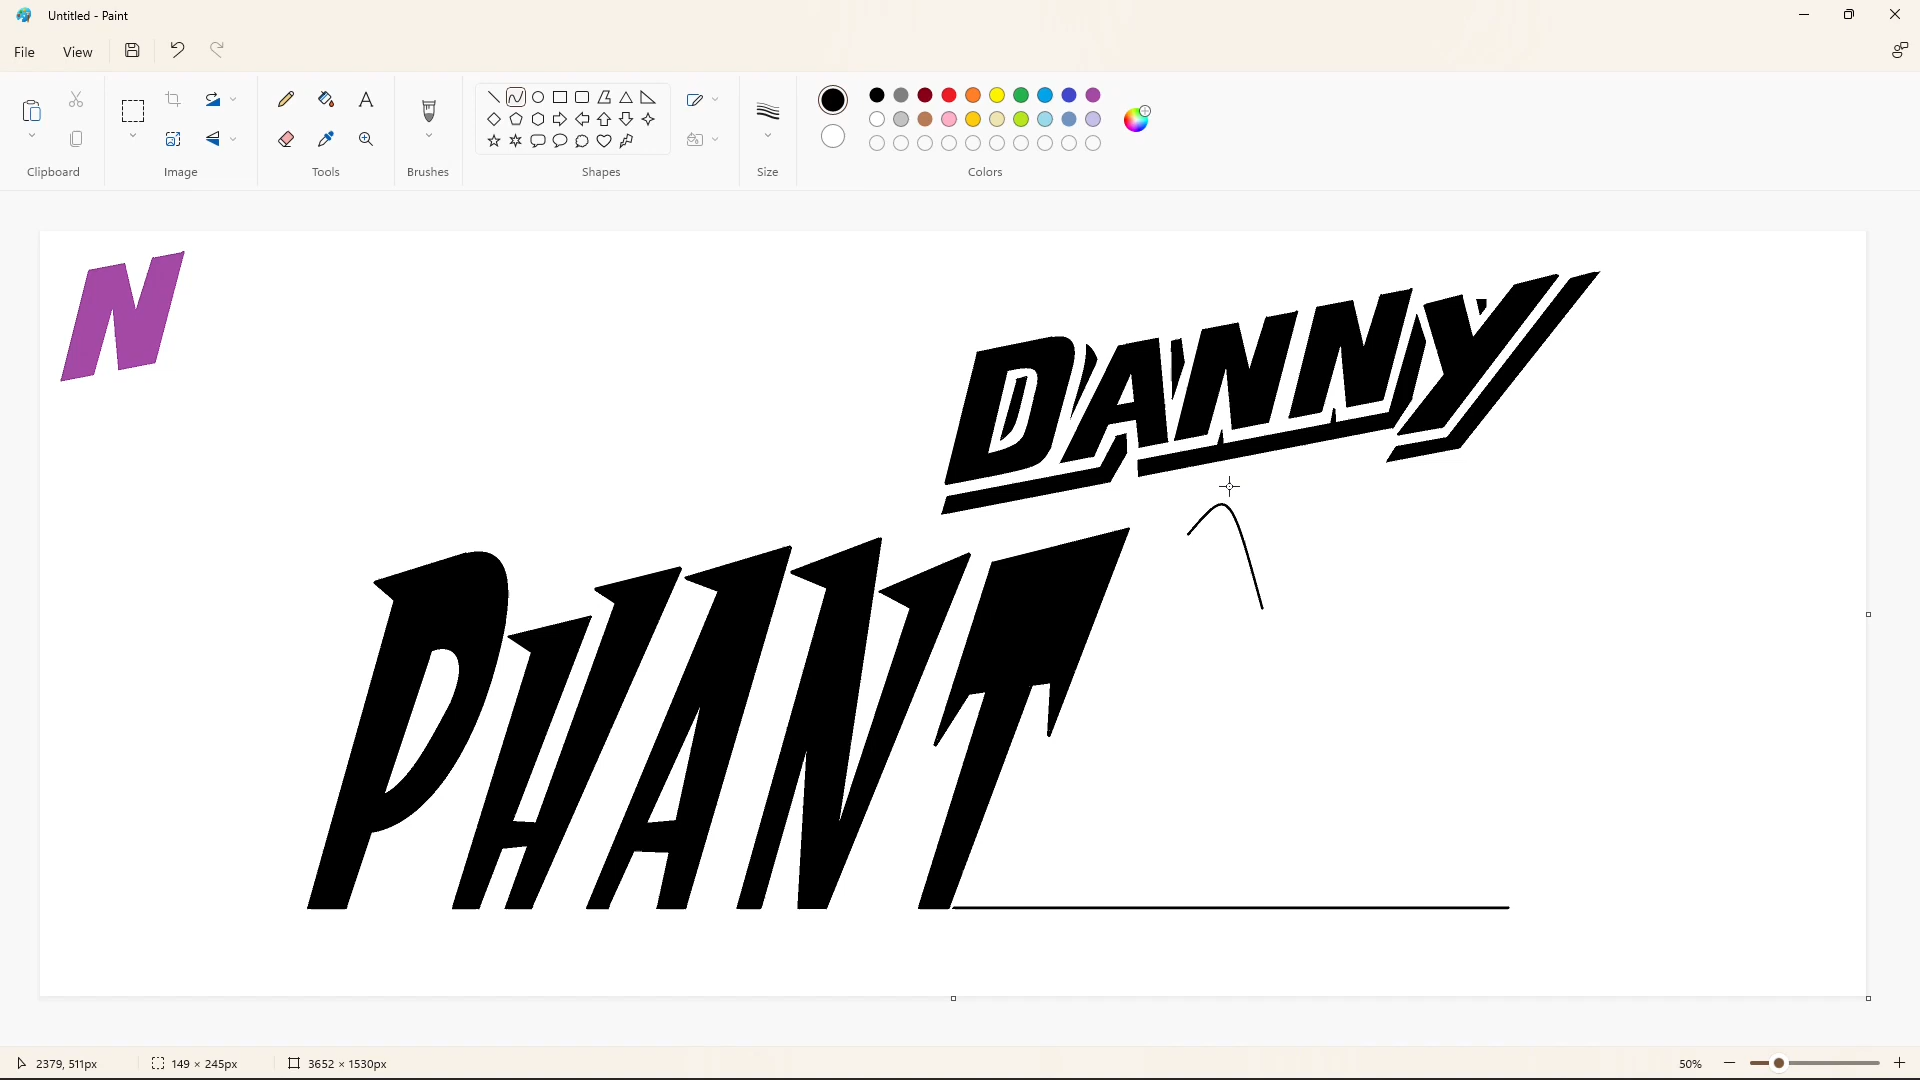 Untitled - Paint
File View
Clipboard
Image
Tools
Brushes
Shapes
Size
Colors
N
DANNY
PHANT
2379, 511px 149 × 245px 3652 × 1530px 50%